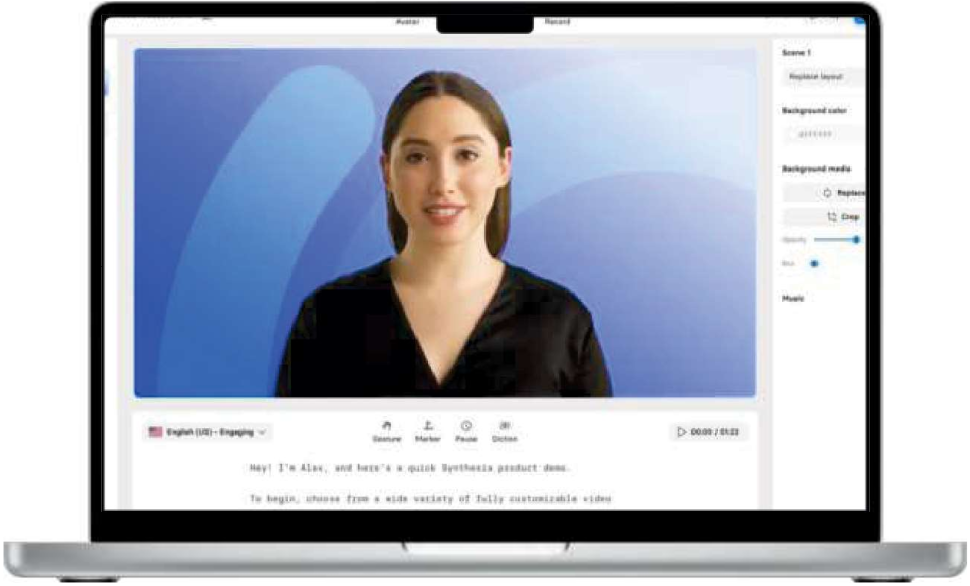 Avatar Record
Scene 1
Replace layout
Background color
Background media
Replace
Crop
Opacity
Blur
Music
English (US) - Engaging
Gesture Marker Pause Diction
00:00 / 01:23
Hey! I'm Alex, and here's a quick Synthesia product demo.
To begin, choose from a wide variety of fully customizable video